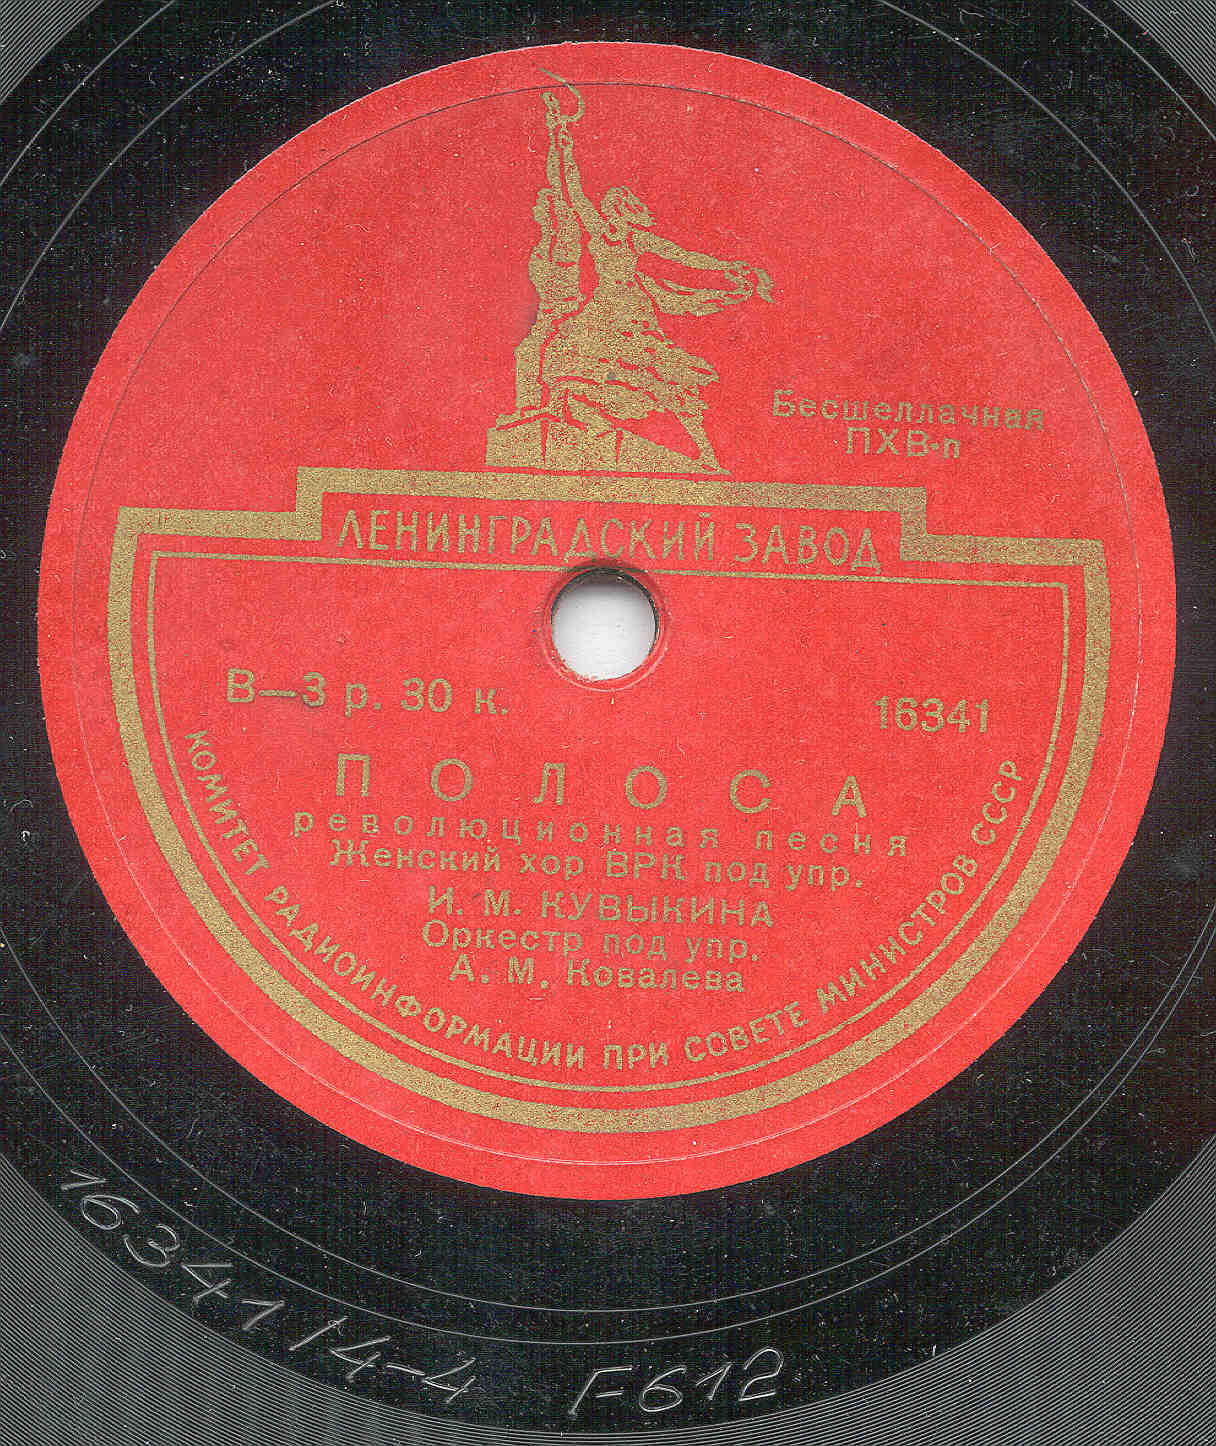 Бесшеллачная
ПХВ-п
ЛЕНИНГРАДСКИЙ ЗАВОД
В—3 р. 30 к.
16341
ПОЛОСА
революционная песня
Женский хор ВРК под упр.
И. М. КУВЫКИНА
Оркестр под упр.
А. М. Ковалева
КОМИТЕТ РАДИОИНФОРМАЦИИ ПРИ СОВЕТЕ МИНИСТРОВ СССР
16341/4-4 Г-612